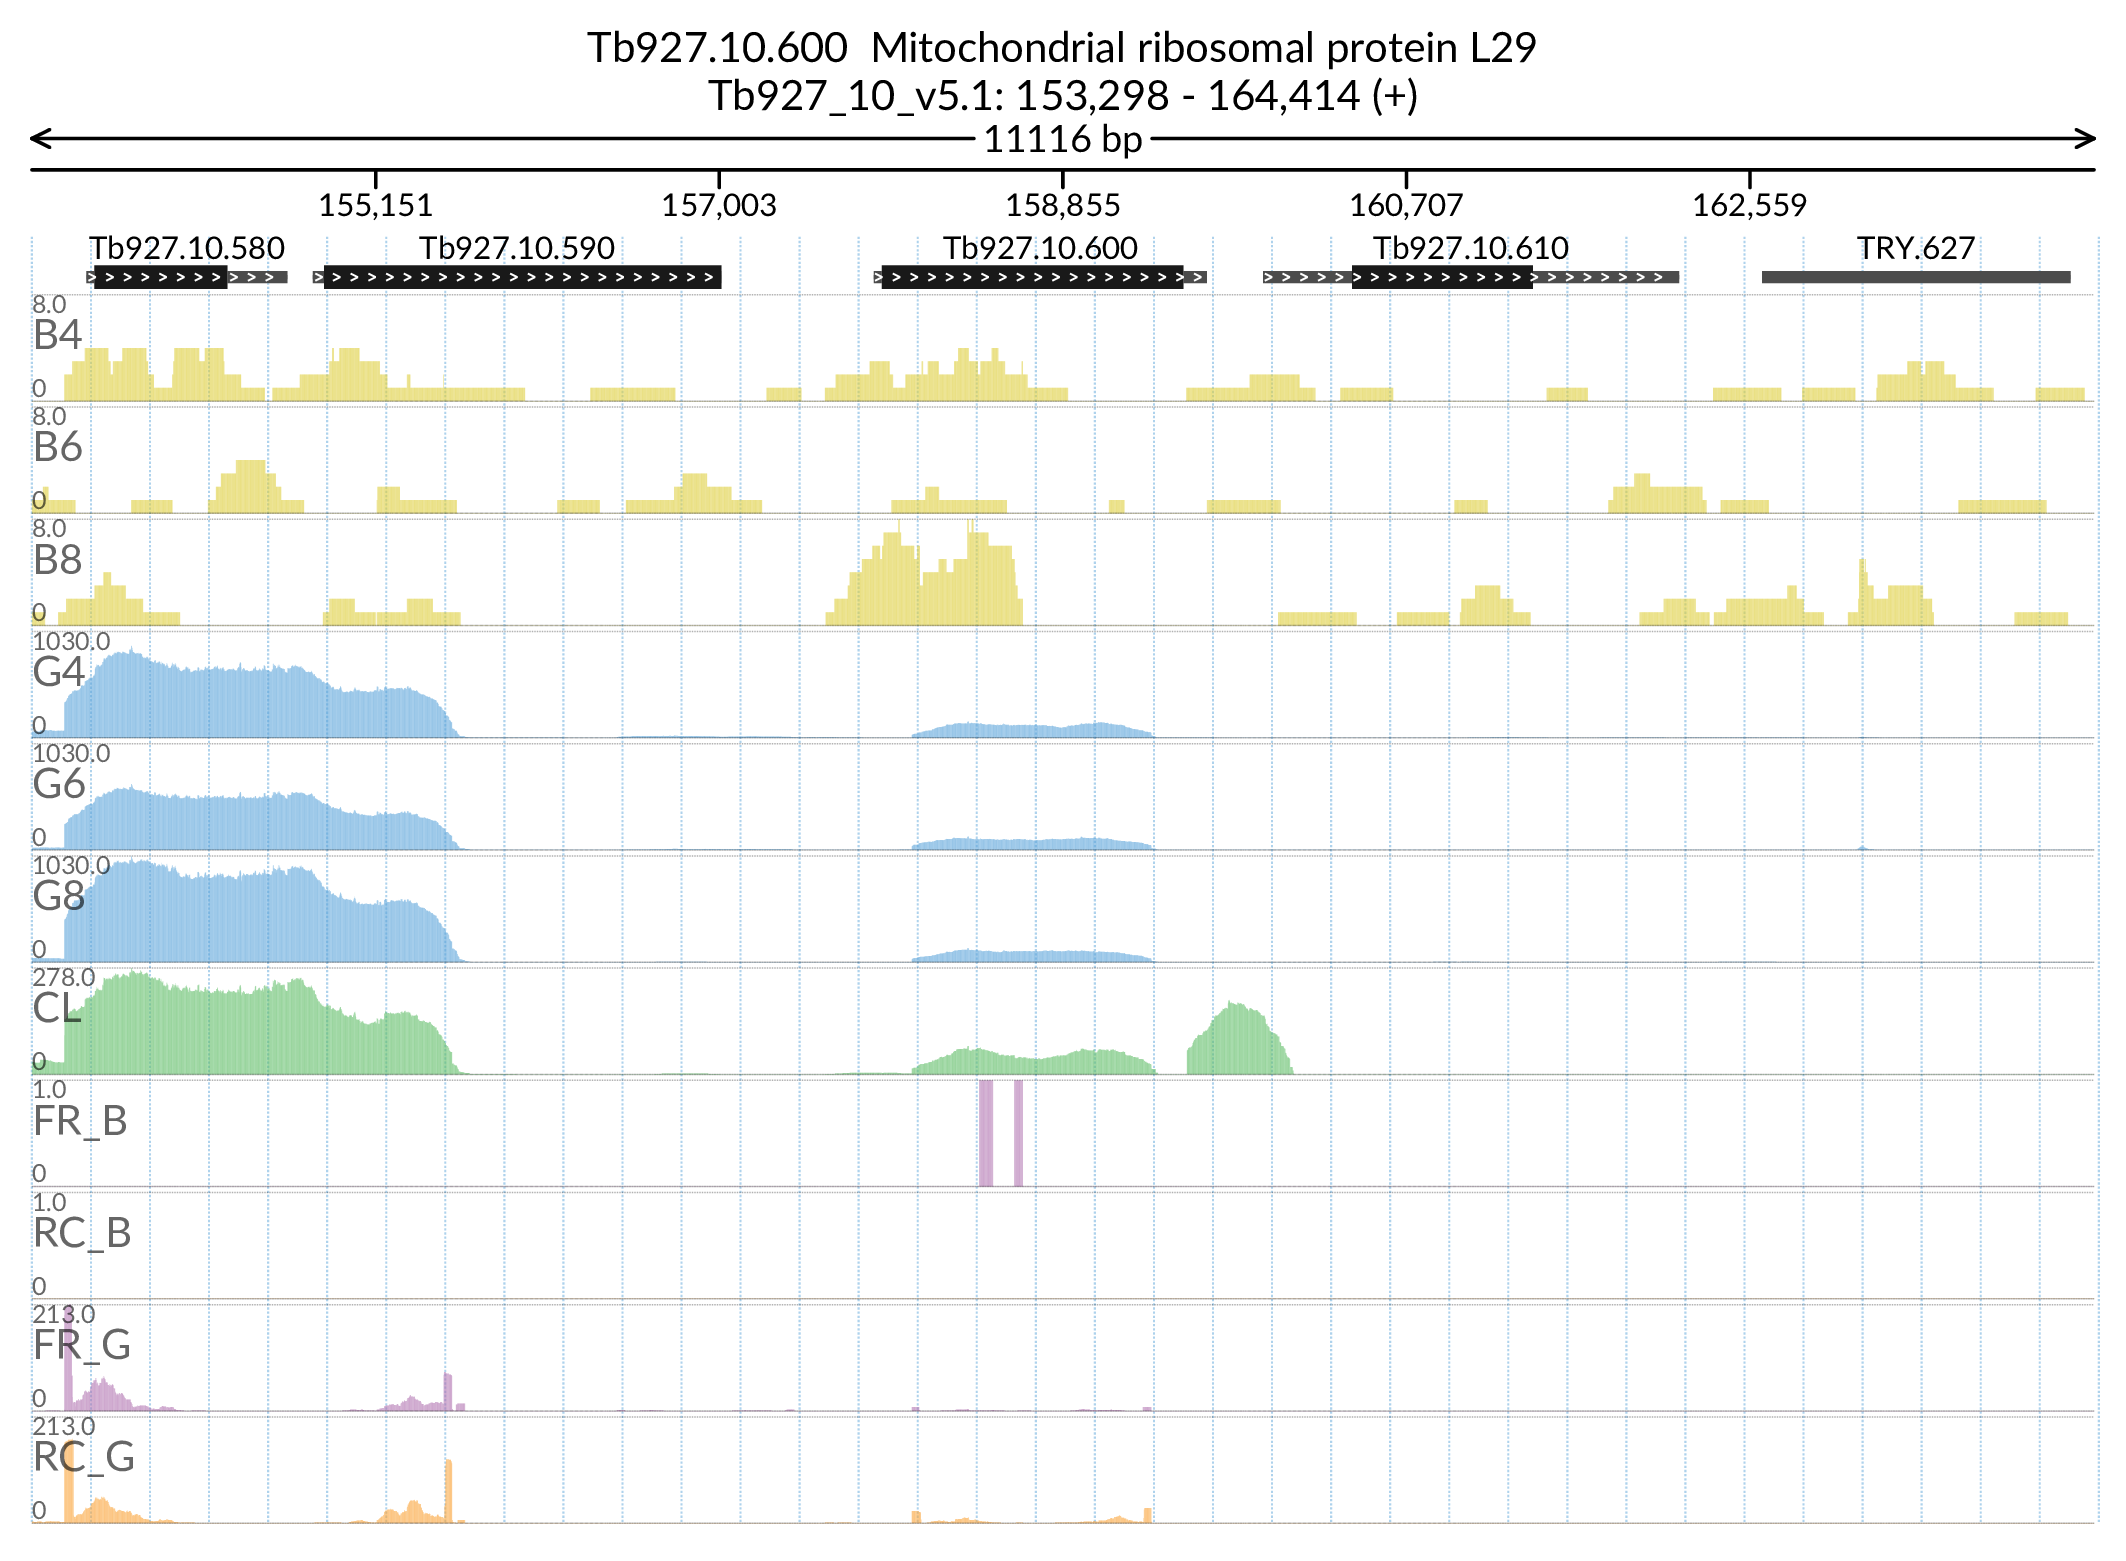 Tb927.10.600  Mitochondrial ribosomal protein L29
Tb927_10_v5.1: 153,298 - 164,414 (+)
11116 bp
155,151 157,003 158,855 160,707 162,559
Tb927.10.580 Tb927.10.590 Tb927.10.600 Tb927.10.610 TRY.627
8.0
B4
0
8.0
B6
0
8.0
B8
0
1030.0
G4
0
1030.0
G6
0
1030.0
G8
0
278.0
CL
0
1.0
FR_B
0
1.0
RC_B
0
213.0
FR_G
0
213.0
RC_G
0